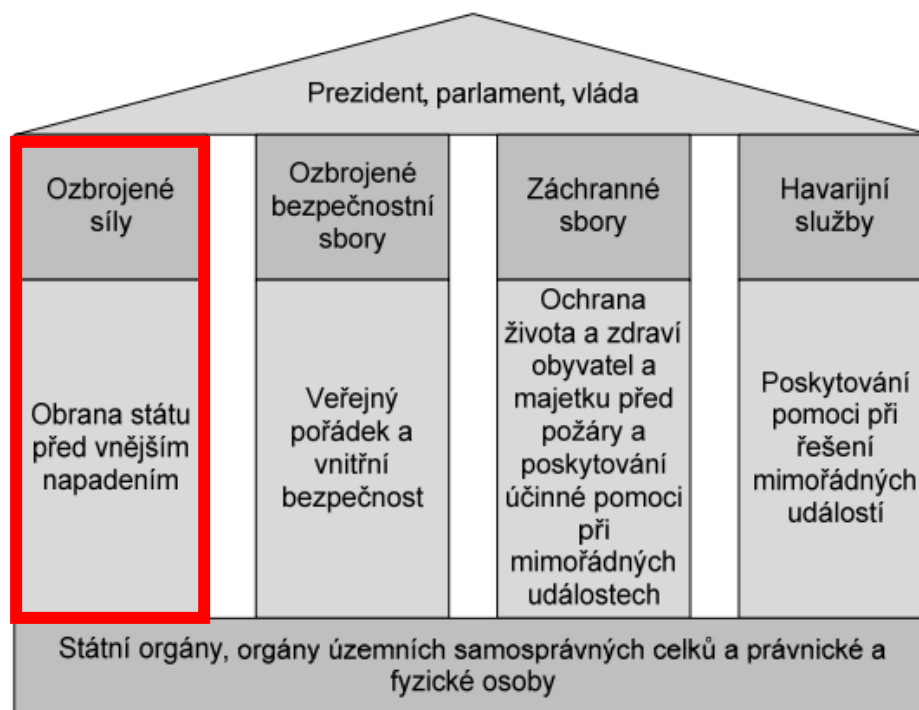 Prezident, parlament, vláda
Ozbrojené
síly
Ozbrojené
bezpečnostní
sbory
Záchranné
sbory
Havarijní
služby
Obrana státu
před vnějším
napadením
Veřejný
pořádek a
vnitřní
bezpečnost
Ochrana
života a zdraví
obyvatel a
majetku před
požáry a
poskytování
účinné pomoci
při
mimořádných
událostech
Poskytování
pomoci při
řešení
mimořádných
událostí
Státní orgány, orgány územních samosprávných celků a právnické a
fyzické osoby